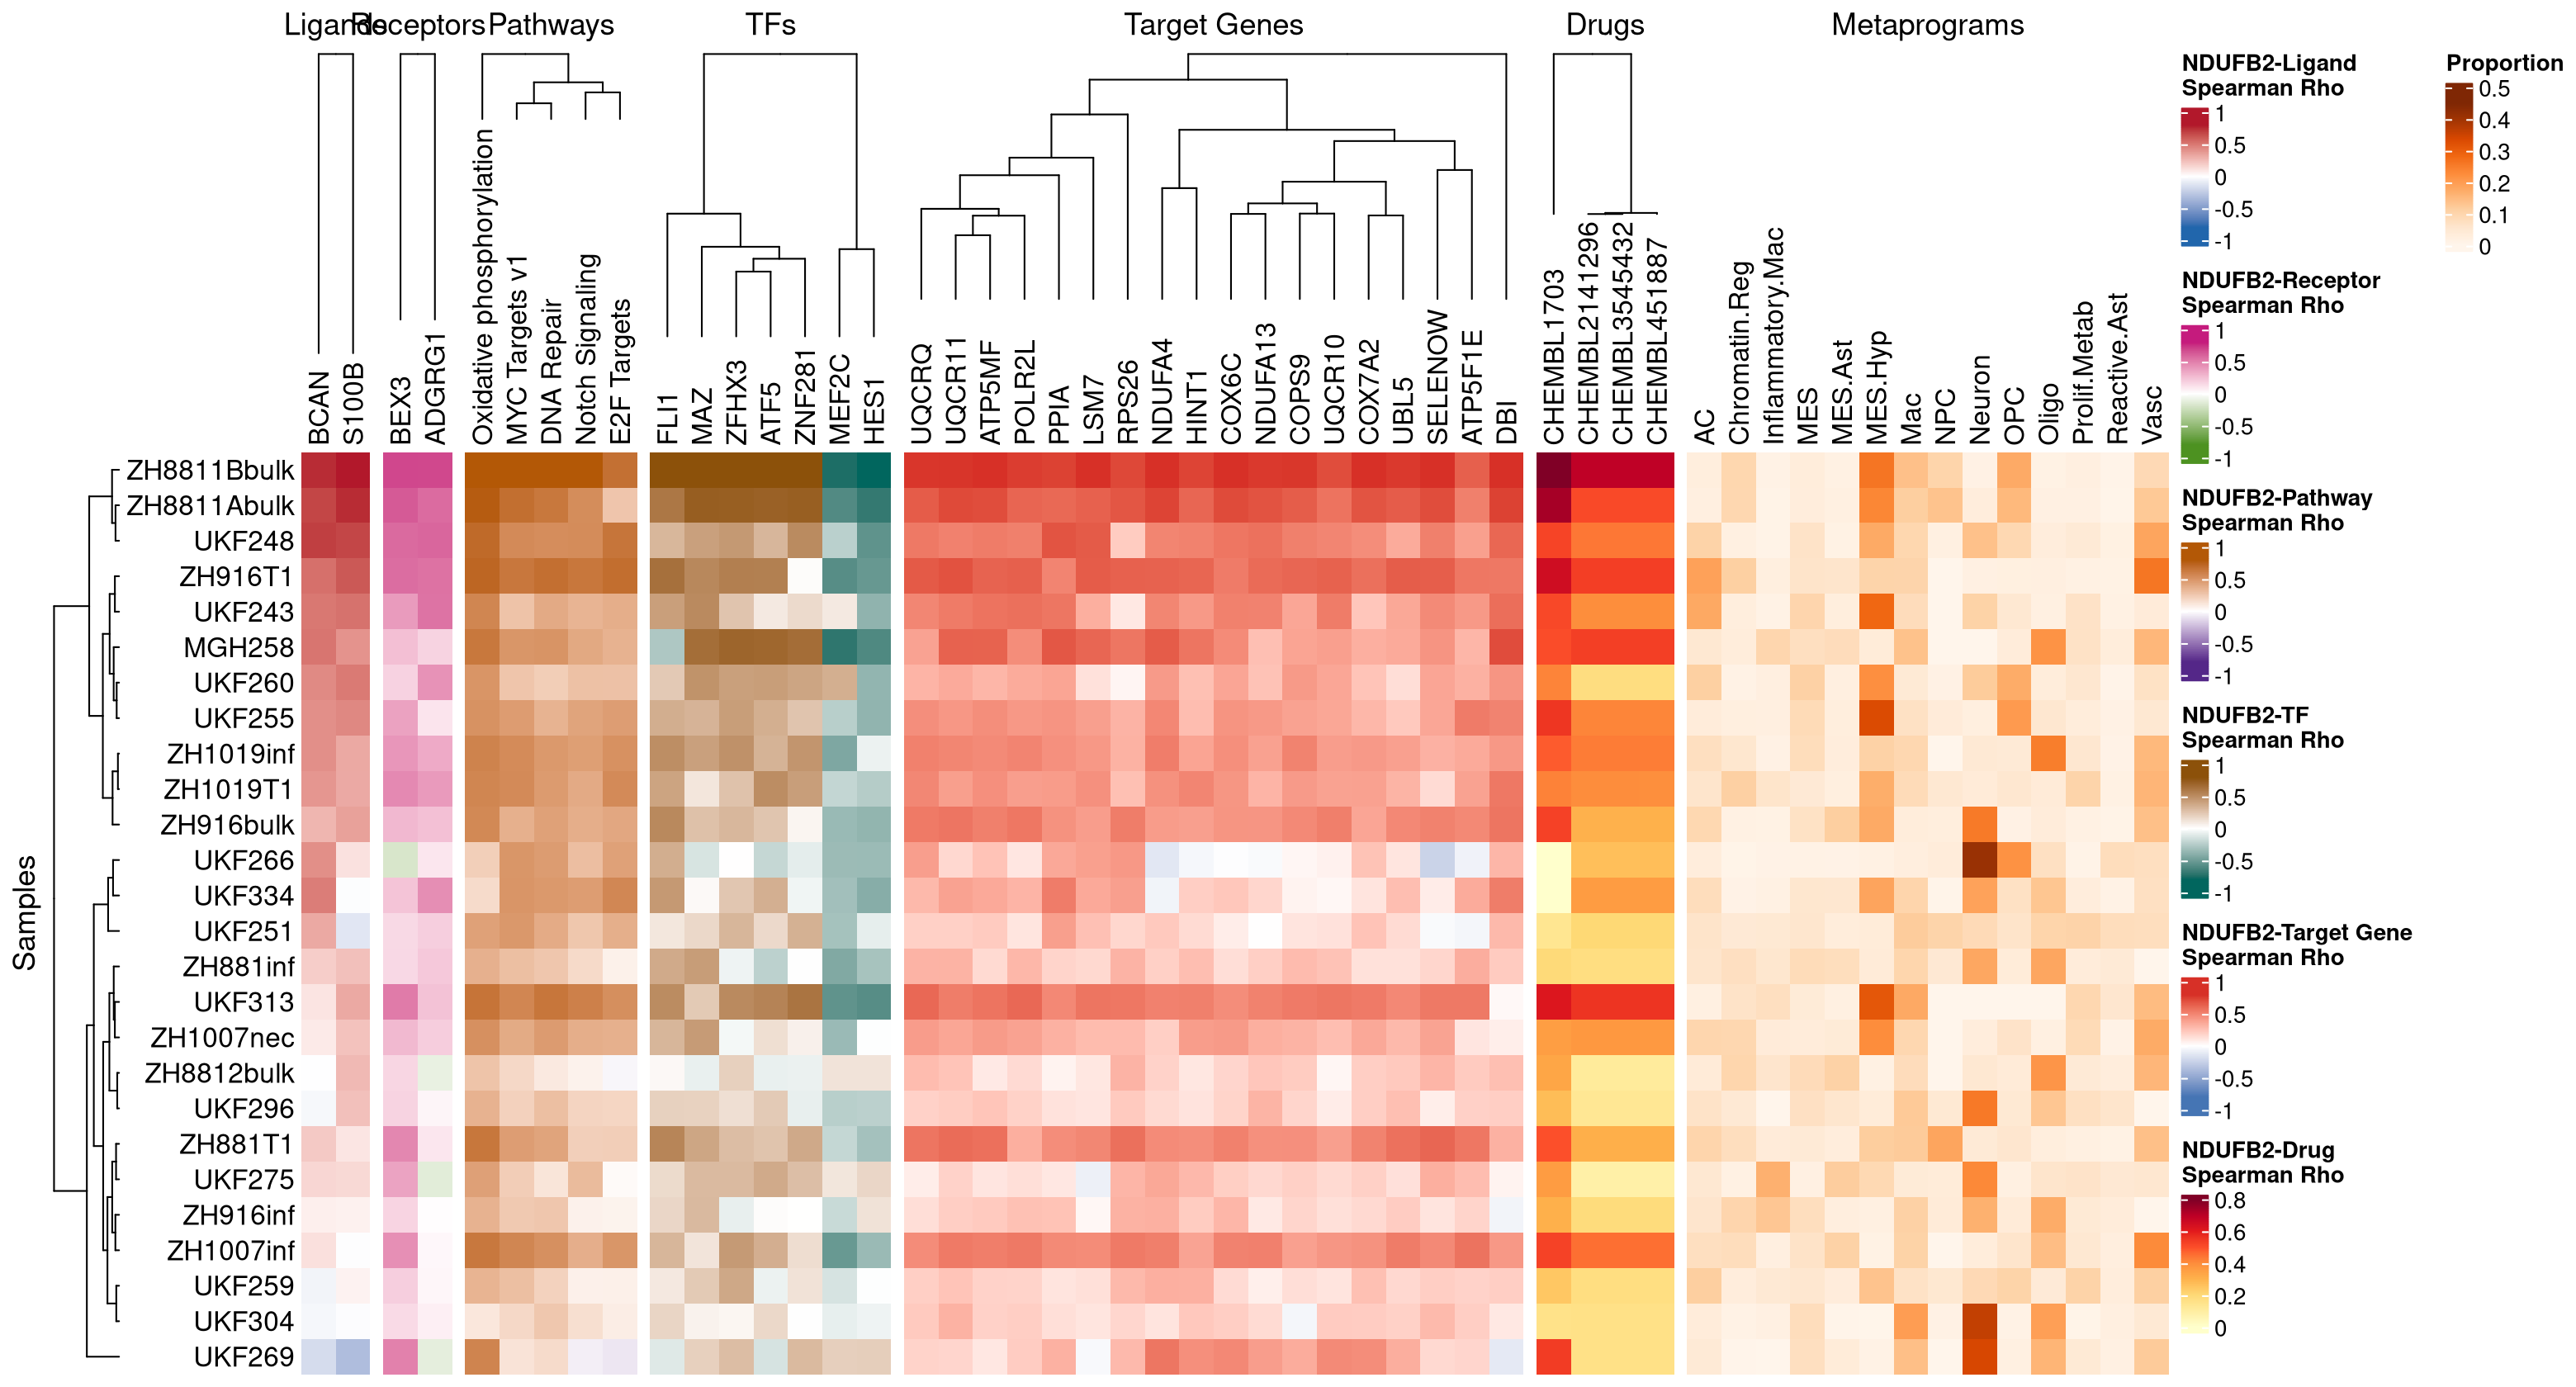 Ligands Receptors Pathways TFs Target Genes Drugs Metaprograms
BCAN
S100B
BEX3
ADGRG1
Oxidative phosphorylation
MYC Targets v1
DNA Repair
Notch Signaling
E2F Targets
FLI1
MAZ
ZFHX3
ATF5
ZNF281
MEF2C
HES1
UQCRQ
UQCR11
ATP5MF
POLR2L
PPIA
LSM7
RPS26
NDUFA4
HINT1
COX6C
NDUFA13
COPS9
UQCR10
COX7A2
UBL5
SELENOW
ATP5F1E
DBI
CHEMBL1703
CHEMBL2141296
CHEMBL3545432
CHEMBL451887
AC
Chromatin.Reg
Inflammatory.Mac
MES
MES.Ast
MES.Hyp
Mac
NPC
Neuron
OPC
Oligo
Prolif.Metab
Reactive.Ast
Vasc
Samples
ZH8811Bbulk
ZH8811Abulk
UKF248
ZH916T1
UKF243
MGH258
UKF260
UKF255
ZH1019inf
ZH1019T1
ZH916bulk
UKF266
UKF334
UKF251
ZH881inf
UKF313
ZH1007nec
ZH8812bulk
UKF296
ZH881T1
UKF275
ZH916inf
ZH1007inf
UKF259
UKF304
UKF269
NDUFB2-Ligand
Spearman Rho
1
0.5
0
-0.5
-1
NDUFB2-Receptor
Spearman Rho
1
0.5
0
-0.5
-1
NDUFB2-Pathway
Spearman Rho
1
0.5
0
-0.5
-1
NDUFB2-TF
Spearman Rho
1
0.5
0
-0.5
-1
NDUFB2-Target Gene
Spearman Rho
1
0.5
0
-0.5
-1
NDUFB2-Drug
Spearman Rho
0.8
0.6
0.4
0.2
0
Proportion
0.5
0.4
0.3
0.2
0.1
0